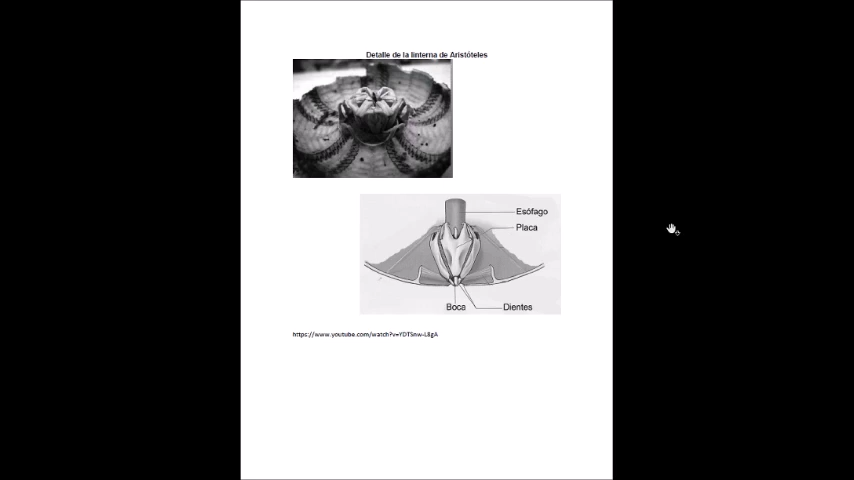 Detalle de la linterna de Aristóteles
Esófago
Placa
Boca
Dientes
https://www.youtube.com/watch?v=YDTSnw-L8gA